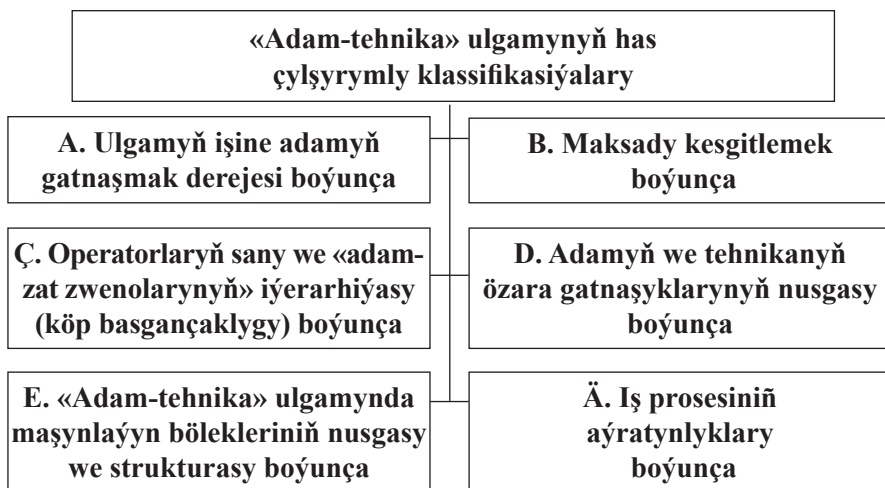 «Adam-tehnika» ulgamynyň has
çylşyrymly klassifikasiýalary
A. Ulgamyň işine adamyň
gatnaşmak derejesi boýunça
B. Maksady kesgitlemek
boýunça
Ç. Operatorlaryň sany we «adam-
zat zwenolarynyň» iýerarhiýasy
(köp basgançaklygy) boýunça
D. Adamyň we tehnikanyň
özara gatnaşyklarynyň nusgasy
boýunça
E. «Adam-tehnika» ulgamynda
maşynlaýyn bölekleriniň nusgasy
we strukturasy boýunça
Ä. Iş prosesiniñ
aýratynlyklary
boýunça